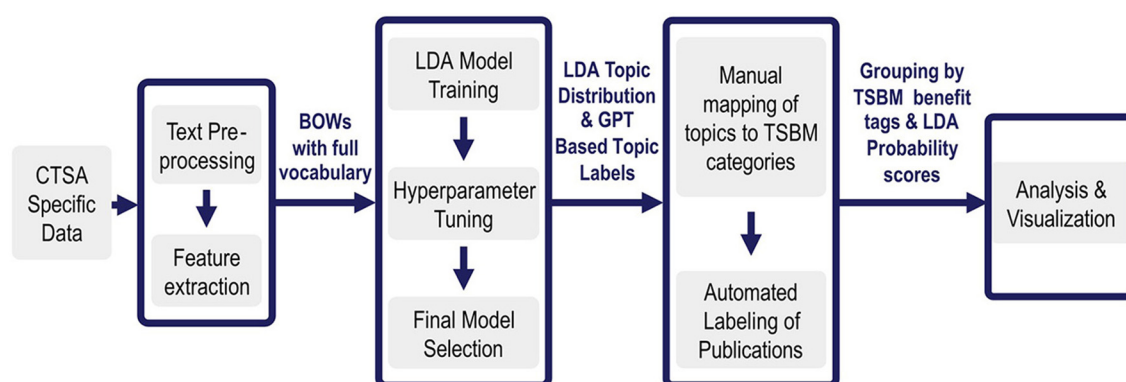 CTSA
Specific
Data
Text Pre-
processing
Feature
extraction
BOWs
with full
vocabulary
LDA Model
Training
Hyperparameter
Tuning
Final Model
Selection
LDA Topic
Distribution
& GPT
Based Topic
Labels
Manual
mapping of
topics to TSBM
categories
Automated
Labeling of
Publications
Grouping by
TSBM benefit
tags & LDA
Probability
scores
Analysis &
Visualization